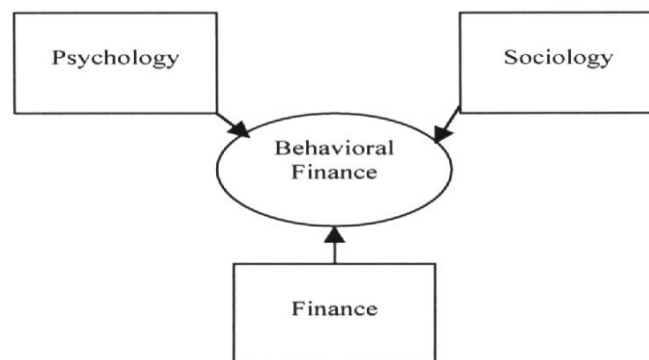 Psychology
Sociology
Behavioral
Finance
Finance